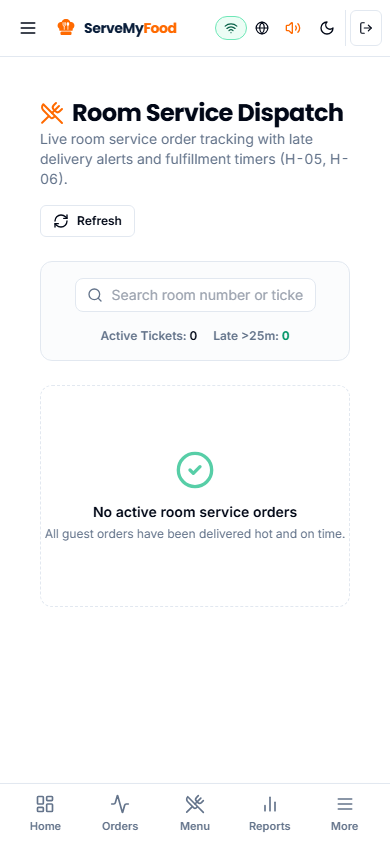 ServeMyFood
Room Service Dispatch
Live room service order tracking with late
delivery alerts and fulfillment timers (H-05, H-
06).
Refresh
Search room number or ticke
Active Tickets: 0 Late >25m: 0
No active room service orders
All guest orders have been delivered hot and on time.
Home Orders Menu Reports More